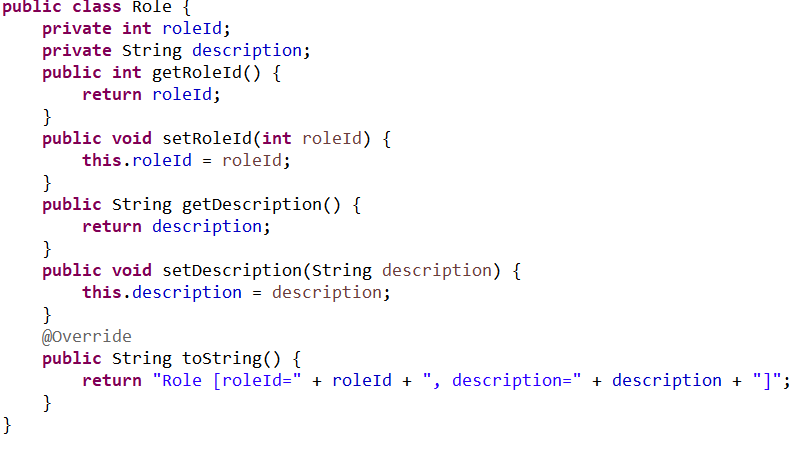 public class Role {
    private int roleId;
    private String description;
    public int getRoleId() {
        return roleId;
    }
    public void setRoleId(int roleId) {
        this.roleId = roleId;
    }
    public String getDescription() {
        return description;
    }
    public void setDescription(String description) {
        this.description = description;
    }
    @Override
    public String toString() {
        return "Role [roleId=" + roleId + ", description=" + description + "]";
    }
}